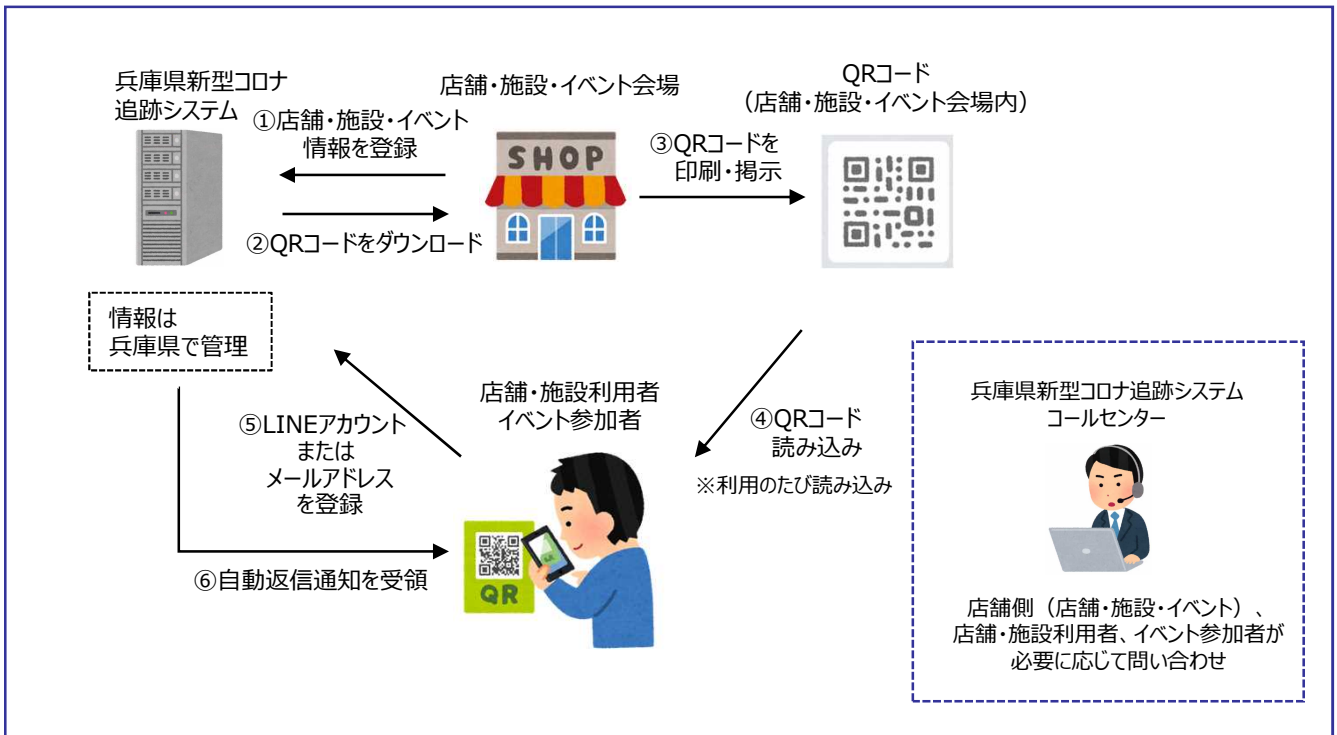 兵庫県新型コロナ
追跡システム
①店舗・施設・イベント
情報を登録
②QRコードをダウンロード
店舗・施設・イベント会場
SHOP
③QRコードを
印刷・掲示
QRコード
（店舗・施設・イベント会場内）
情報は
兵庫県で管理
⑤LINEアカウント
または
メールアドレス
を登録
⑥自動返信通知を受領
店舗・施設利用者
イベント参加者
QR
④QRコード
読み込み
※利用のたび読み込み
兵庫県新型コロナ追跡システム
コールセンター
店舗側（店舗・施設・イベント）、
店舗・施設利用者、イベント参加者が
必要に応じて問い合わせ